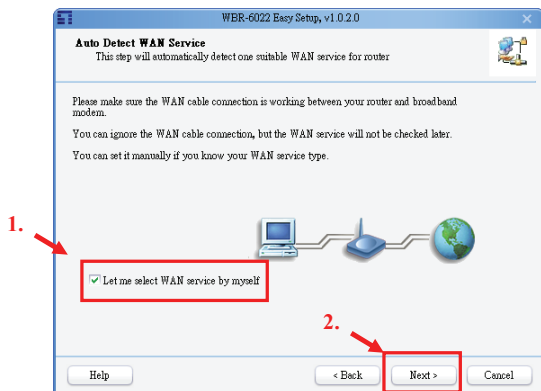 WBR-6022 Easy Setup, v1.0.2.0
Auto Detect WAN Service
This step will automatically detect one suitable WAN service for router
Please make sure the WAN cable connection is working between your router and broadband
modem.
You can ignore the WAN cable connection, but the WAN service will not be checked later.
You can set it manually if you know your WAN service type.
1.
Let me select WAN service by myself
2.
Help
< Back
Next >
Cancel